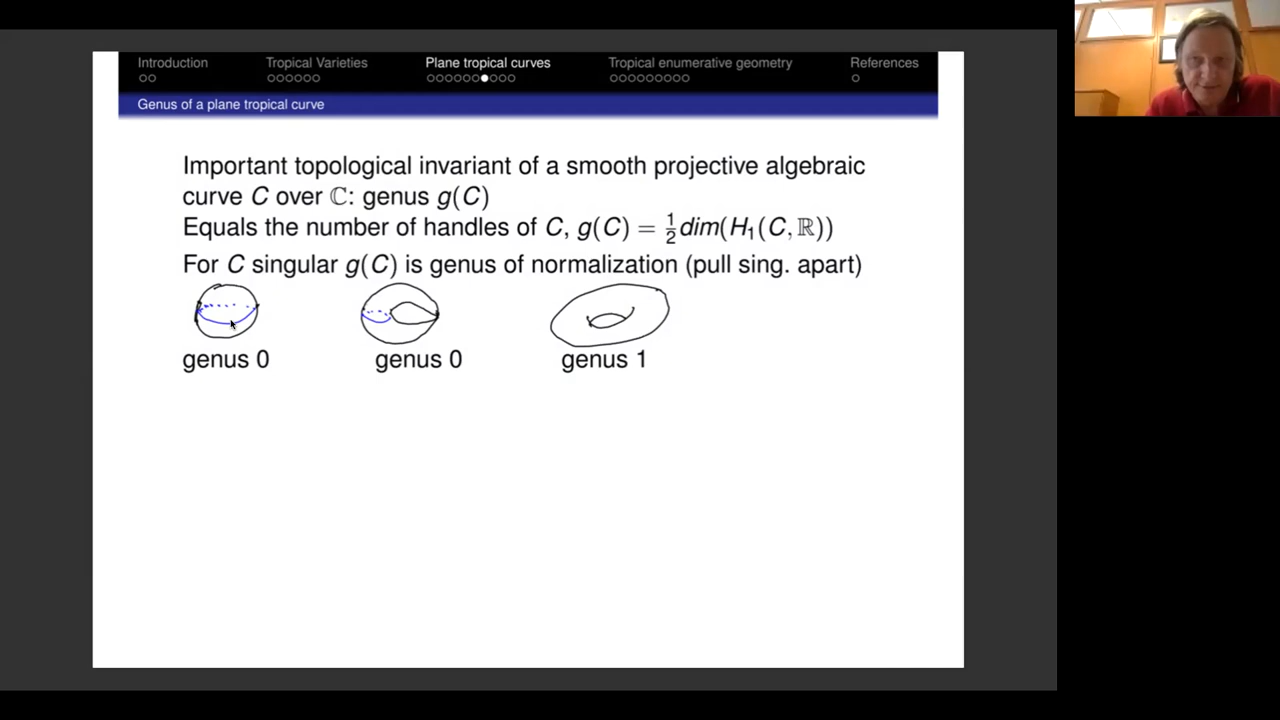 Introduction Tropical Varieties Plane tropical curves Tropical enumerative geometry References
Genus of a plane tropical curve
Important topological invariant of a smooth projective algebraic
curve C over ℂ: genus g(C)
Equals the number of handles of C, g(C) = ½dim(H₁(C, ℝ))
For C singular g(C) is genus of normalization (pull sing. apart)
genus 0 genus 0 genus 1